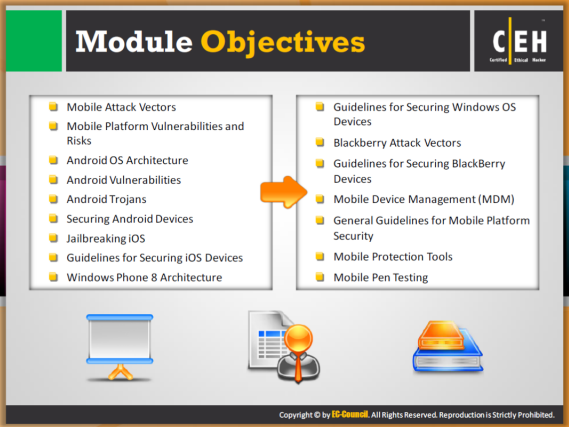 Module Objectives
C|EH
Certified Ethical Hacker
Mobile Attack Vectors
Mobile Platform Vulnerabilities and
Risks
Android OS Architecture
Android Vulnerabilities
Android Trojans
Securing Android Devices
Jailbreaking iOS
Guidelines for Securing iOS Devices
Windows Phone 8 Architecture
Guidelines for Securing Windows OS
Devices
Blackberry Attack Vectors
Guidelines for Securing BlackBerry
Devices
Mobile Device Management (MDM)
General Guidelines for Mobile Platform
Security
Mobile Protection Tools
Mobile Pen Testing
Copyright © by EC-Council. All Rights Reserved. Reproduction is Strictly Prohibited.